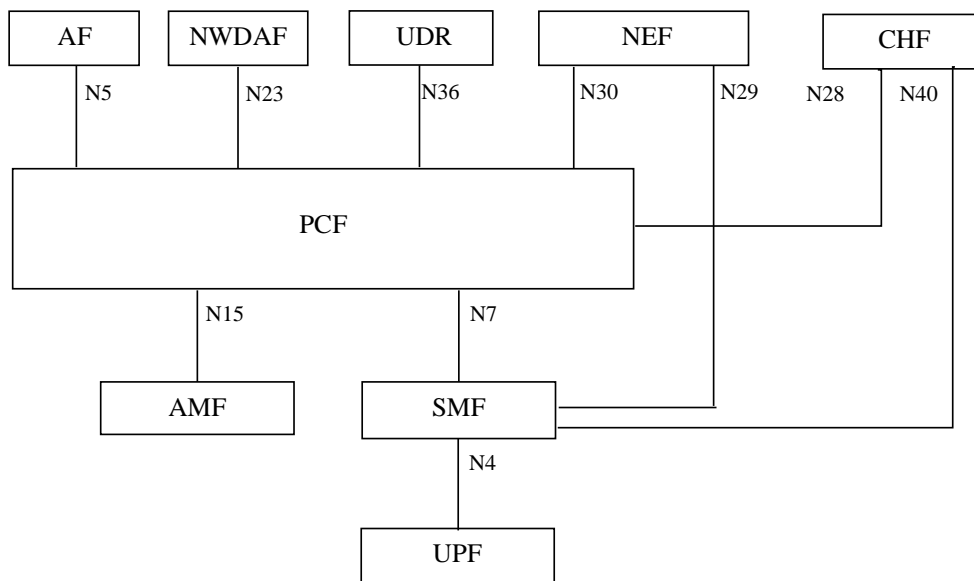 AF
NWDAF
UDR
NEF
CHF
N5
N23
N36
N30
N29
N28
N40
PCF
N15
N7
AMF
SMF
N4
UPF